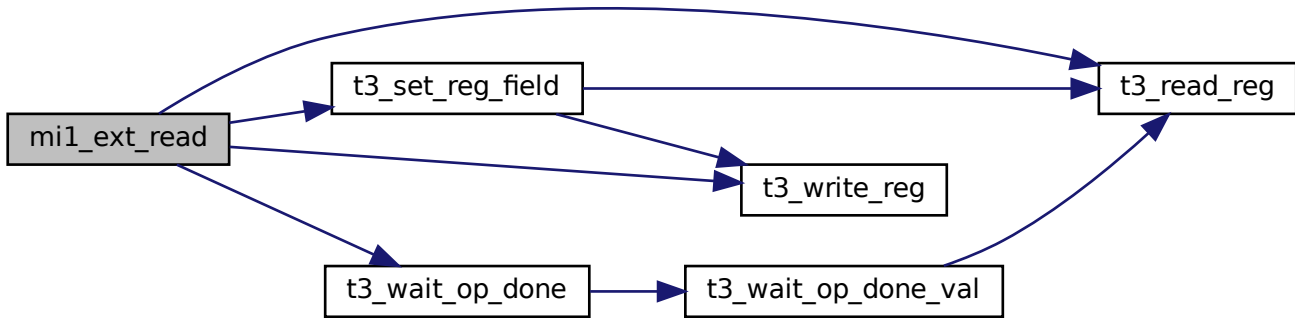 t3_set_reg_field
t3_read_reg
mi1_ext_read
t3_write_reg
t3_wait_op_done
t3_wait_op_done_val